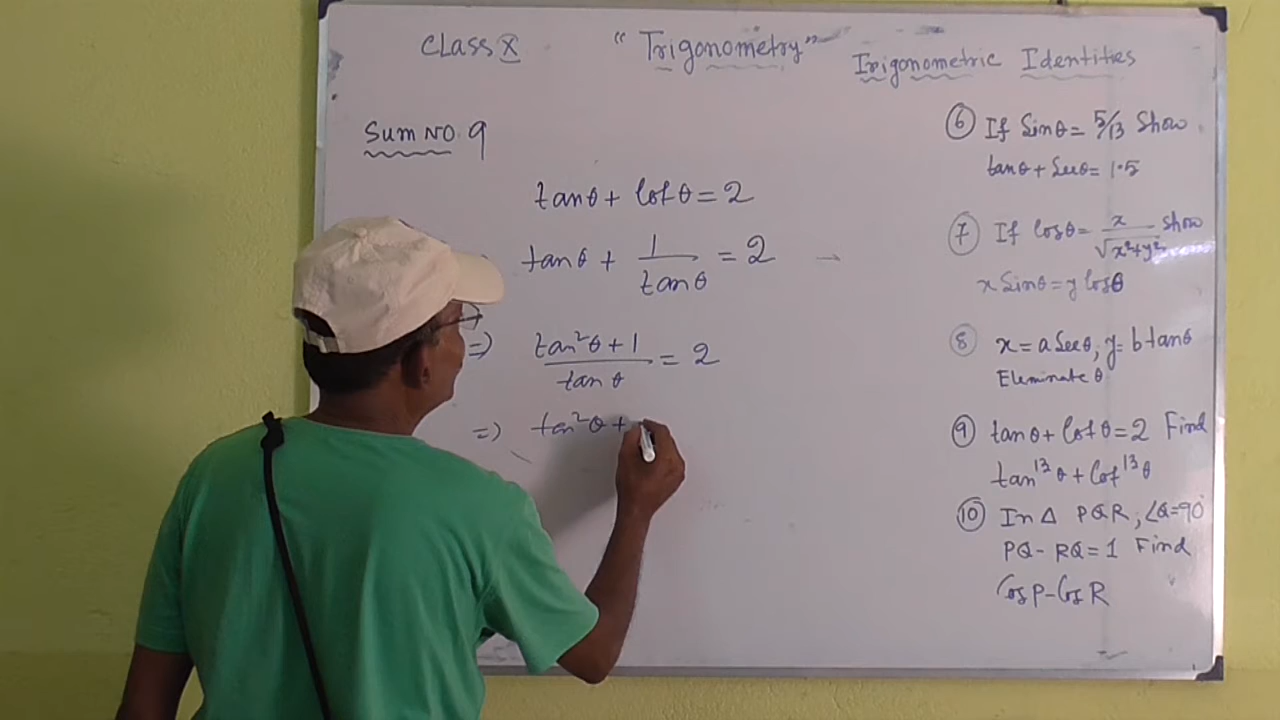 Class X "Trigonometry" Trigonometric Identities
Sum No. 9
tanθ + Cotθ = 2
tanθ + 1/tanθ = 2
=> tan²θ + 1/tanθ = 2
=> tan²θ +
⑥ If Sinθ = 5/13 Show
tanθ + Secθ = 1.5
⑦ If Cosθ = x/√x²+y² Show
x Sinθ = y Cosθ
⑧ x = a Secθ, y = b tanθ
Eleminate θ
⑨ tanθ + Cotθ = 2 Find
tan¹³θ + Cot¹³θ
⑩ In Δ PQR, ∠Q=90°
PQ - RQ = 1 Find
CosP - CosR